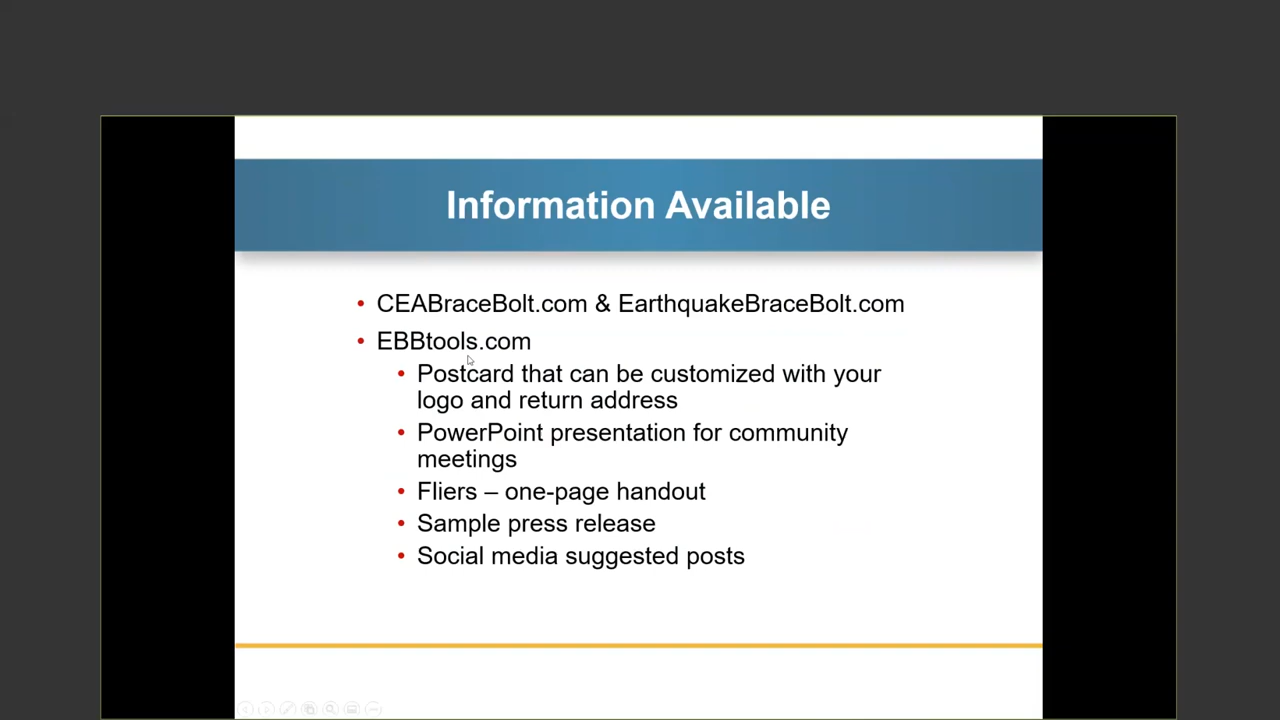 Information Available
• CEABraceBolt.com & EarthquakeBraceBolt.com
• EBBtools.com
• Postcard that can be customized with your
logo and return address
• PowerPoint presentation for community
meetings
• Fliers – one-page handout
• Sample press release
• Social media suggested posts